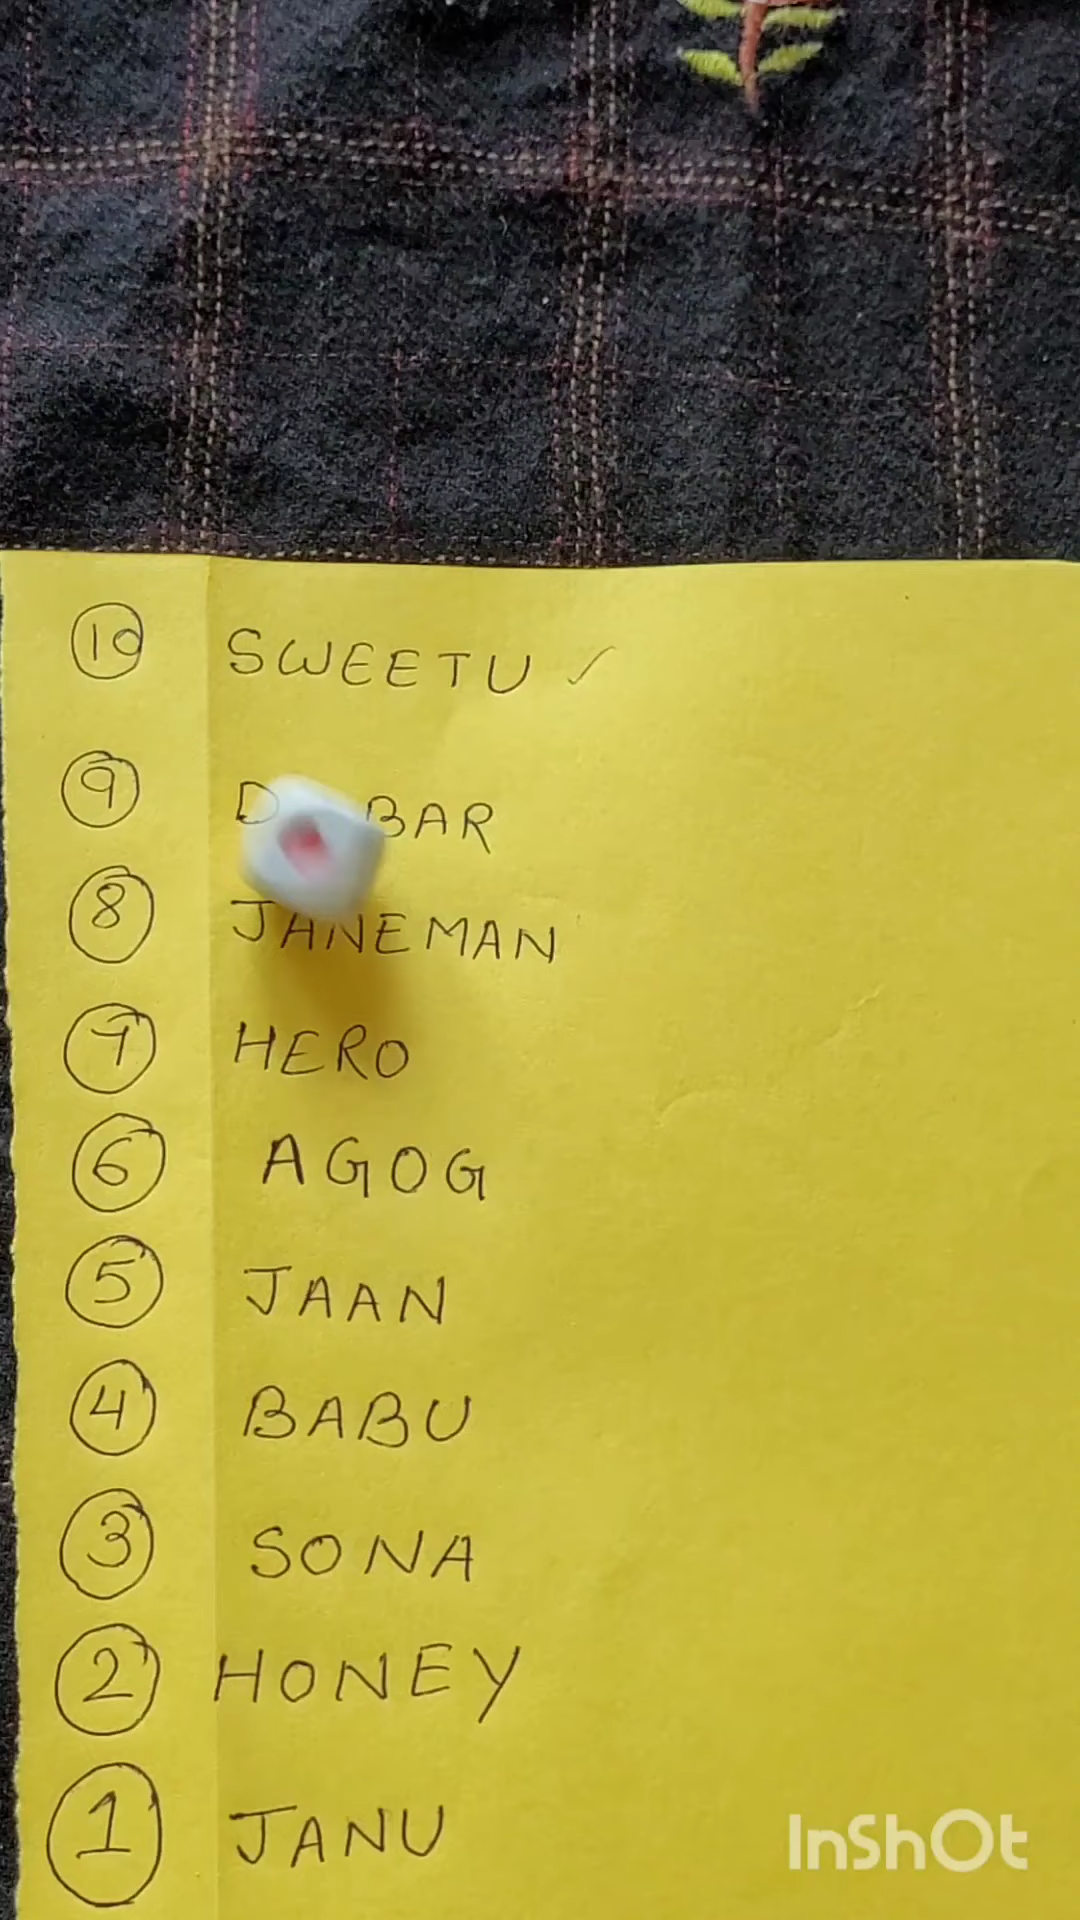 10 SWEETU ✓
9 D BAR
8 JANEMAN
7 HERO
6 AGOG
5 JAAN
4 BABU
3 SONA
2 HONEY
1 JANU
InShOt